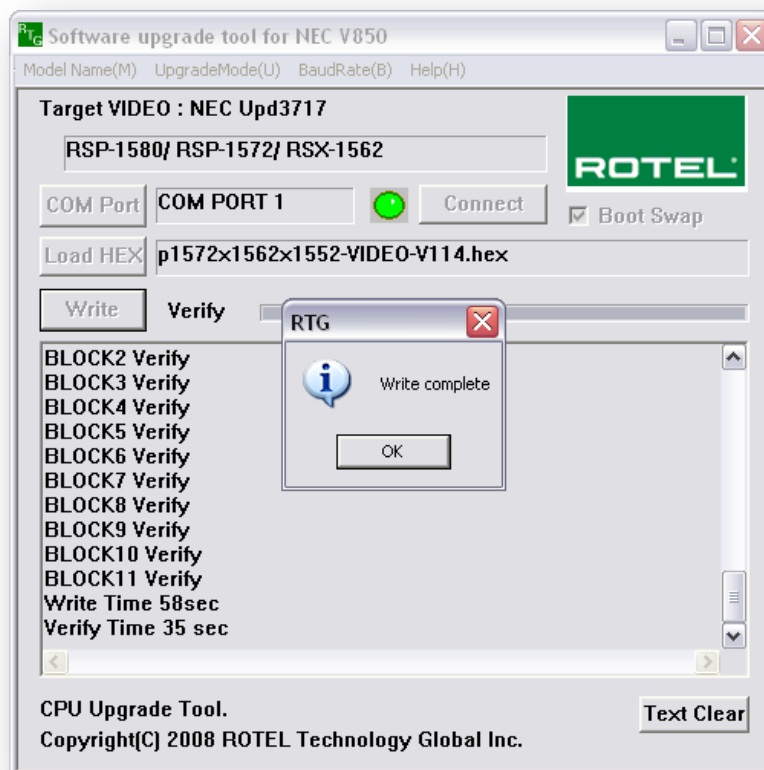 RTG Software upgrade tool for NEC V850
Model Name(M) UpgradeMode(U) BaudRate(B) Help(H)
Target VIDEO : NEC Upd3717
RSP-1580/ RSP-1572/ RSX-1562
ROTEL
COM Port COM PORT 1 Connect Boot Swap
Load HEX p1572x1562x1552-VIDEO-V114.hex
Write Verify
RTG
Write complete
OK
BLOCK2 Verify
BLOCK3 Verify
BLOCK4 Verify
BLOCK5 Verify
BLOCK6 Verify
BLOCK7 Verify
BLOCK8 Verify
BLOCK9 Verify
BLOCK10 Verify
BLOCK11 Verify
Write Time 58sec
Verify Time 35 sec
CPU Upgrade Tool.
Text Clear
Copyright(C) 2008 ROTEL Technology Global Inc.